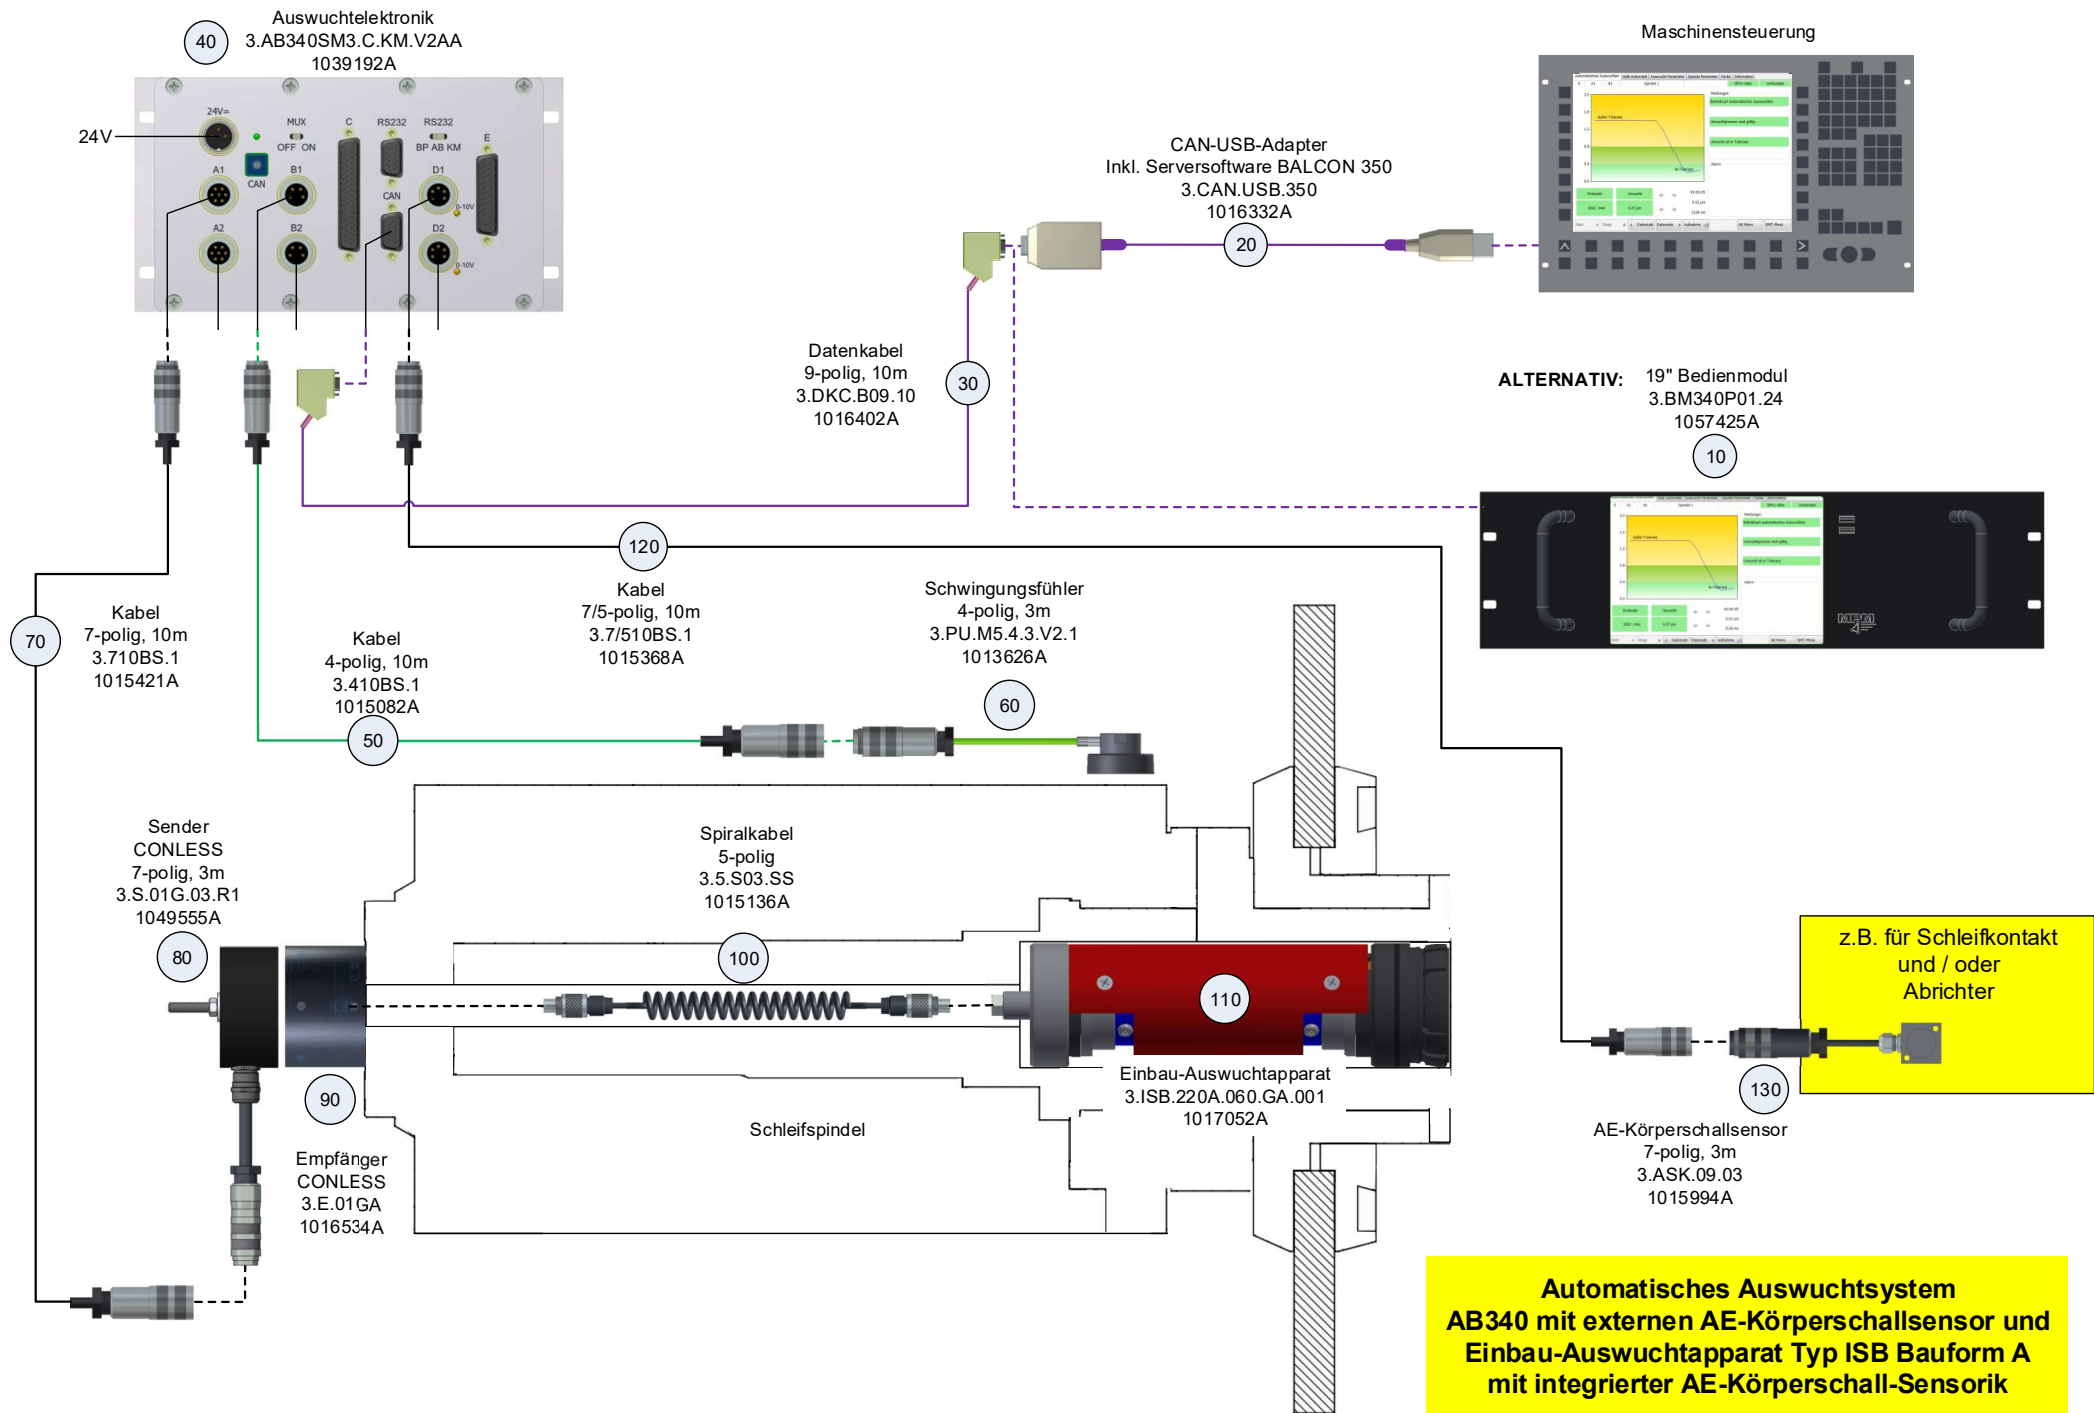 Auswuchtelektronik
3.AB340SM3.C.KM.V2AA
1039192A
40
24V
24V=
MUX
OFF ON
C
RS232
RS232
BP AB KM
E
CAN
A1
B1
CAN
D1
0-10V
A2
B2
D2
0-10V
CAN-USB-Adapter
Inkl. Serversoftware BALCON 350
3.CAN.USB.350
1016332A
20
Maschinensteuerung
Datenkabel
9-polig, 10m
3.DKC.B09.10
1016402A
30
ALTERNATIV:
19" Bedienmodul
3.BM340P01.24
1057425A
10
MPM
120
Kabel
7/5-polig, 10m
3.7/510BS.1
1015368A
Schwingungsfühler
4-polig, 3m
3.PU.M5.4.3.V2.1
1013626A
60
70
Kabel
7-polig, 10m
3.710BS.1
1015421A
Kabel
4-polig, 10m
3.410BS.1
1015082A
50
Sender
CONLESS
7-polig, 3m
3.S.01G.03.R1
1049555A
80
Spiralkabel
5-polig
3.5.S03.SS
1015136A
100
110
Einbau-Auswuchtapparat
3.ISB.220A.060.GA.001
1017052A
90
Empfänger
CONLESS
3.E.01GA
1016534A
Schleifspindel
z.B. für Schleifkontakt
und / oder
Abrichter
130
AE-Körperschallsensor
7-polig, 3m
3.ASK.09.03
1015994A
Automatisches Auswuchtsystem
AB340 mit externen AE-Körperschallsensor und
Einbau-Auswuchtapparat Typ ISB Bauform A
mit integrierter AE-Körperschall-Sensorik